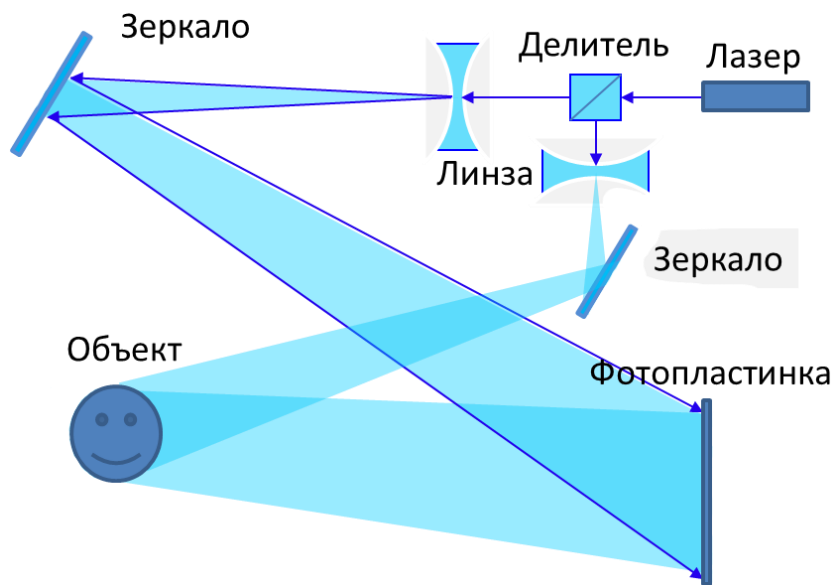 Зеркало
Делитель
Лазер
Линза
Зеркало
Объект
Фотопластинка